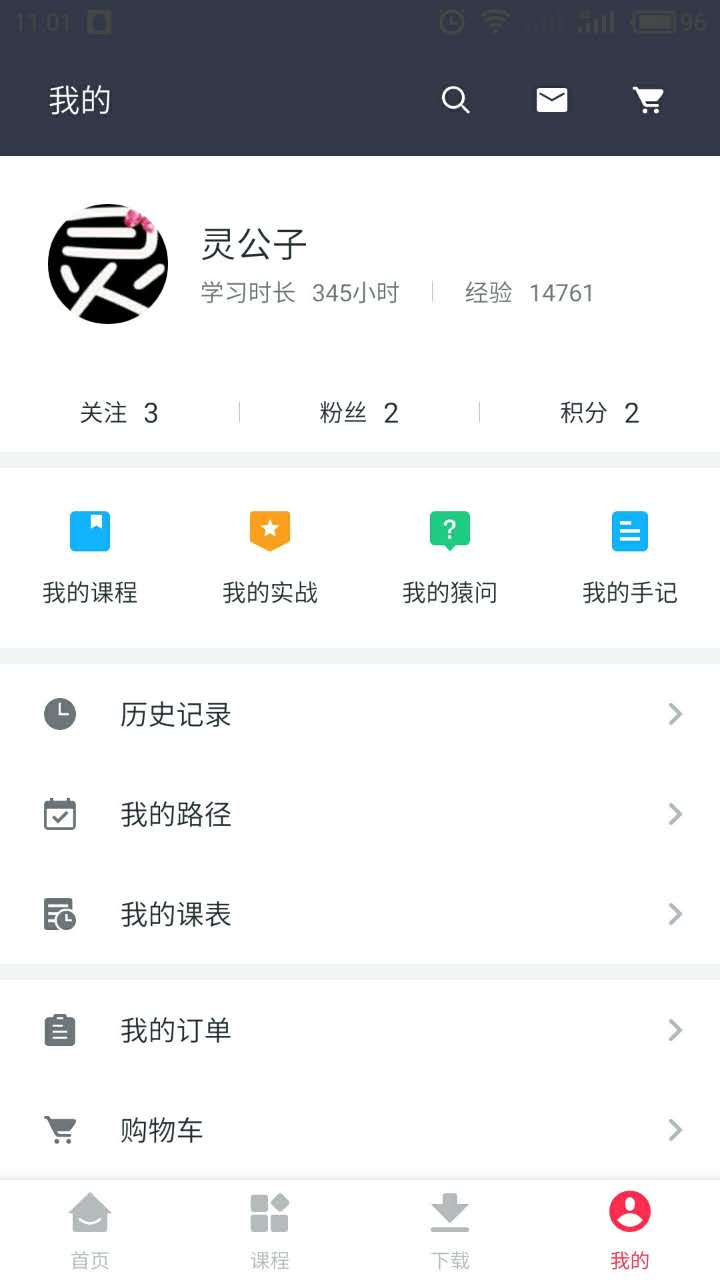 11:01 96
我的
灵公子
学习时长 345小时 经验 14761
关注 3 粉丝 2 积分 2
我的课程 我的实战 我的猿问 我的手记
历史记录
我的路径
我的课表
我的订单
购物车
首页 课程 下载 我的